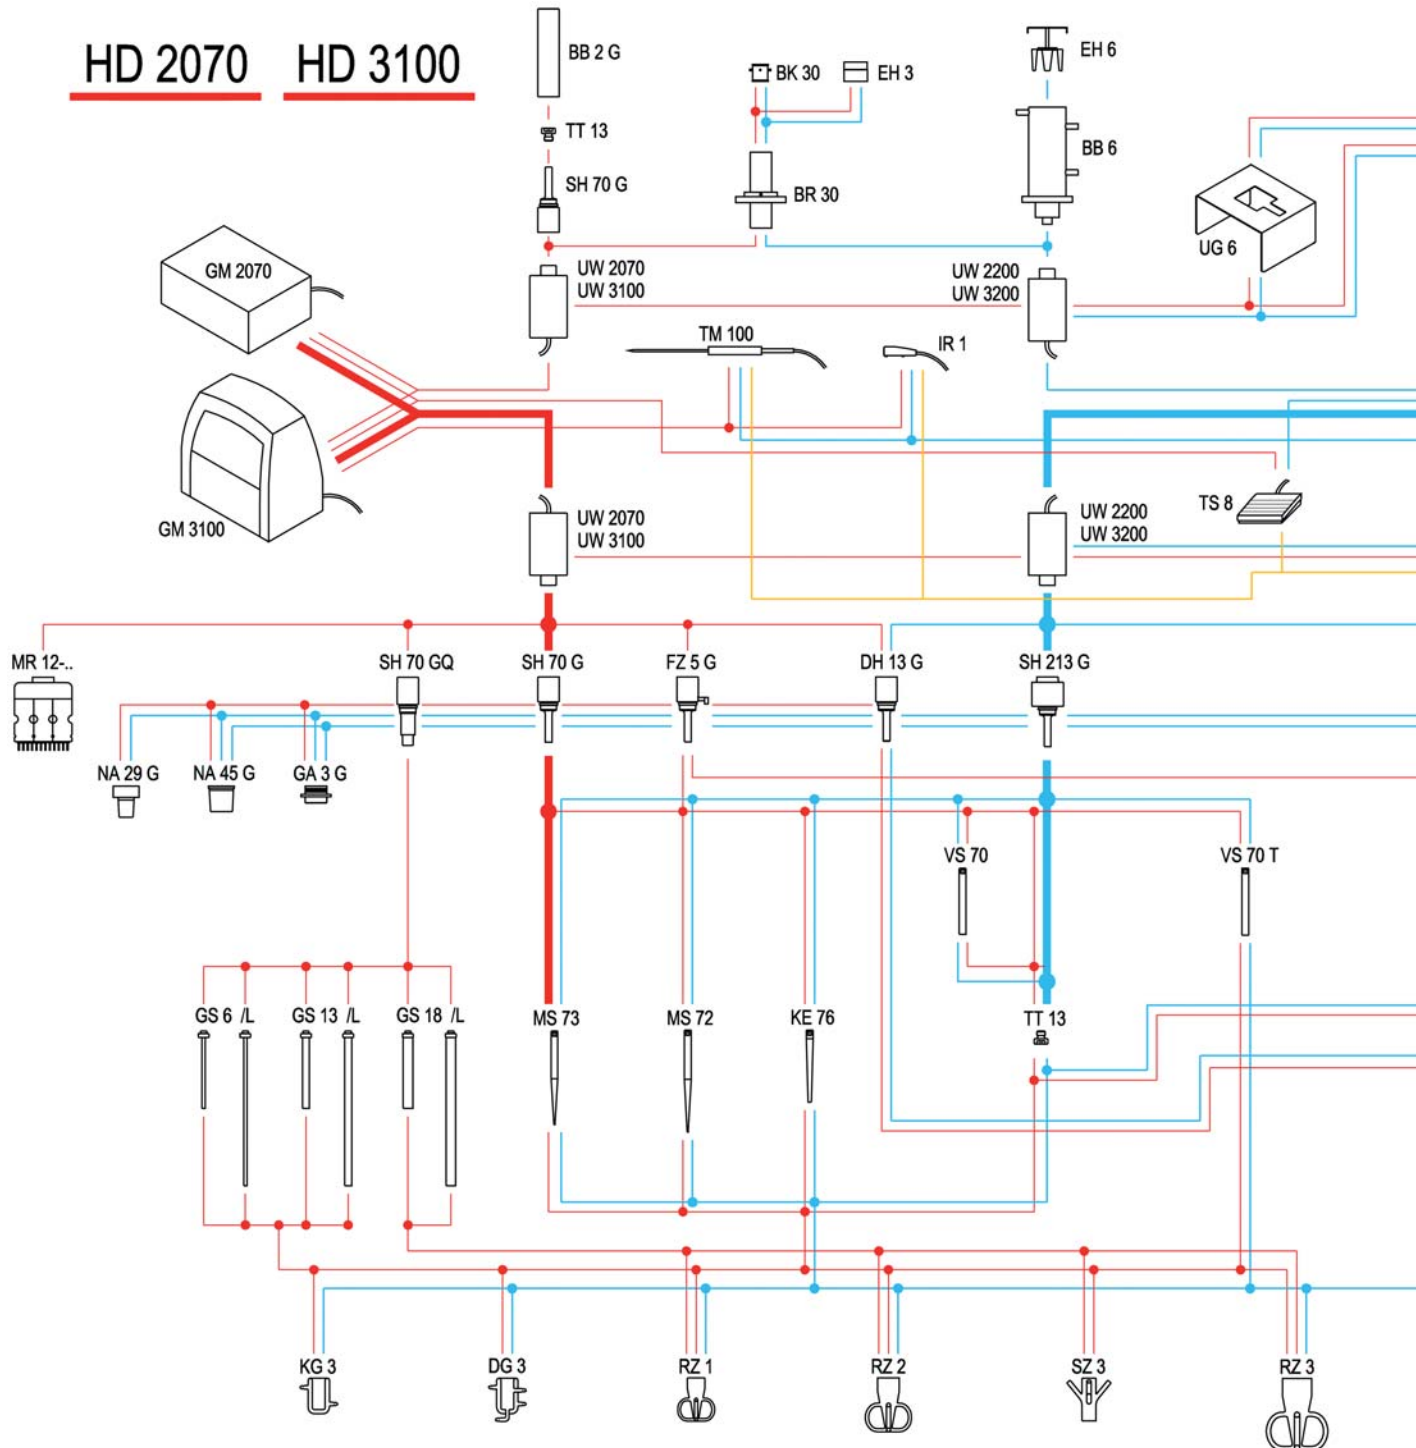 HD 2070 HD 3100
BB 2 G
EH 6
BK 30
EH 3
TT 13
BB 6
SH 70 G
BR 30
UG 6
GM 2070
UW 2070
UW 3100
UW 2200
UW 3200
TM 100
IR 1
GM 3100
UW 2070
UW 3100
UW 2200
UW 3200
TS 8
MR 12-..
SH 70 GQ
SH 70 G
FZ 5 G
DH 13 G
SH 213 G
NA 29 G
NA 45 G
GA 3 G
VS 70
VS 70 T
GS 6 /L
GS 13 /L
GS 18 /L
MS 73
MS 72
KE 76
TT 13
KG 3
DG 3
RZ 1
RZ 2
SZ 3
RZ 3